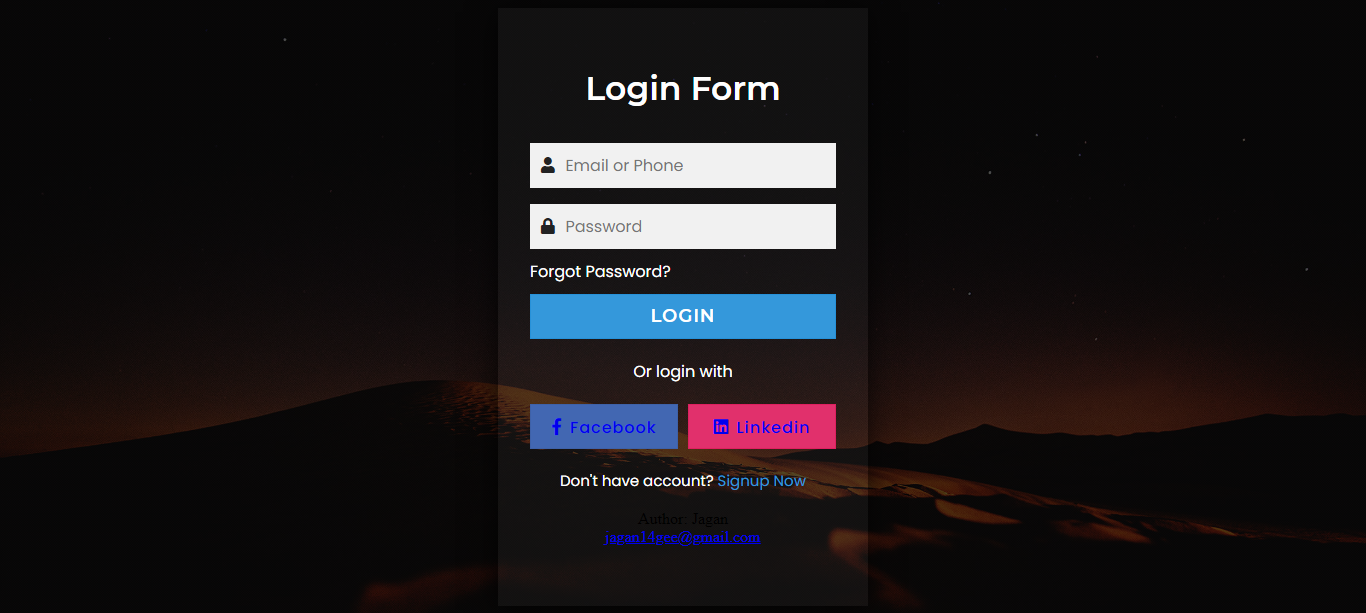 Login Form
Email or Phone
Password
Forgot Password?
LOGIN
Or login with
Facebook Linkedin
Don't have account? Signup Now
Author: Jagan
jagan14gee@gmail.com